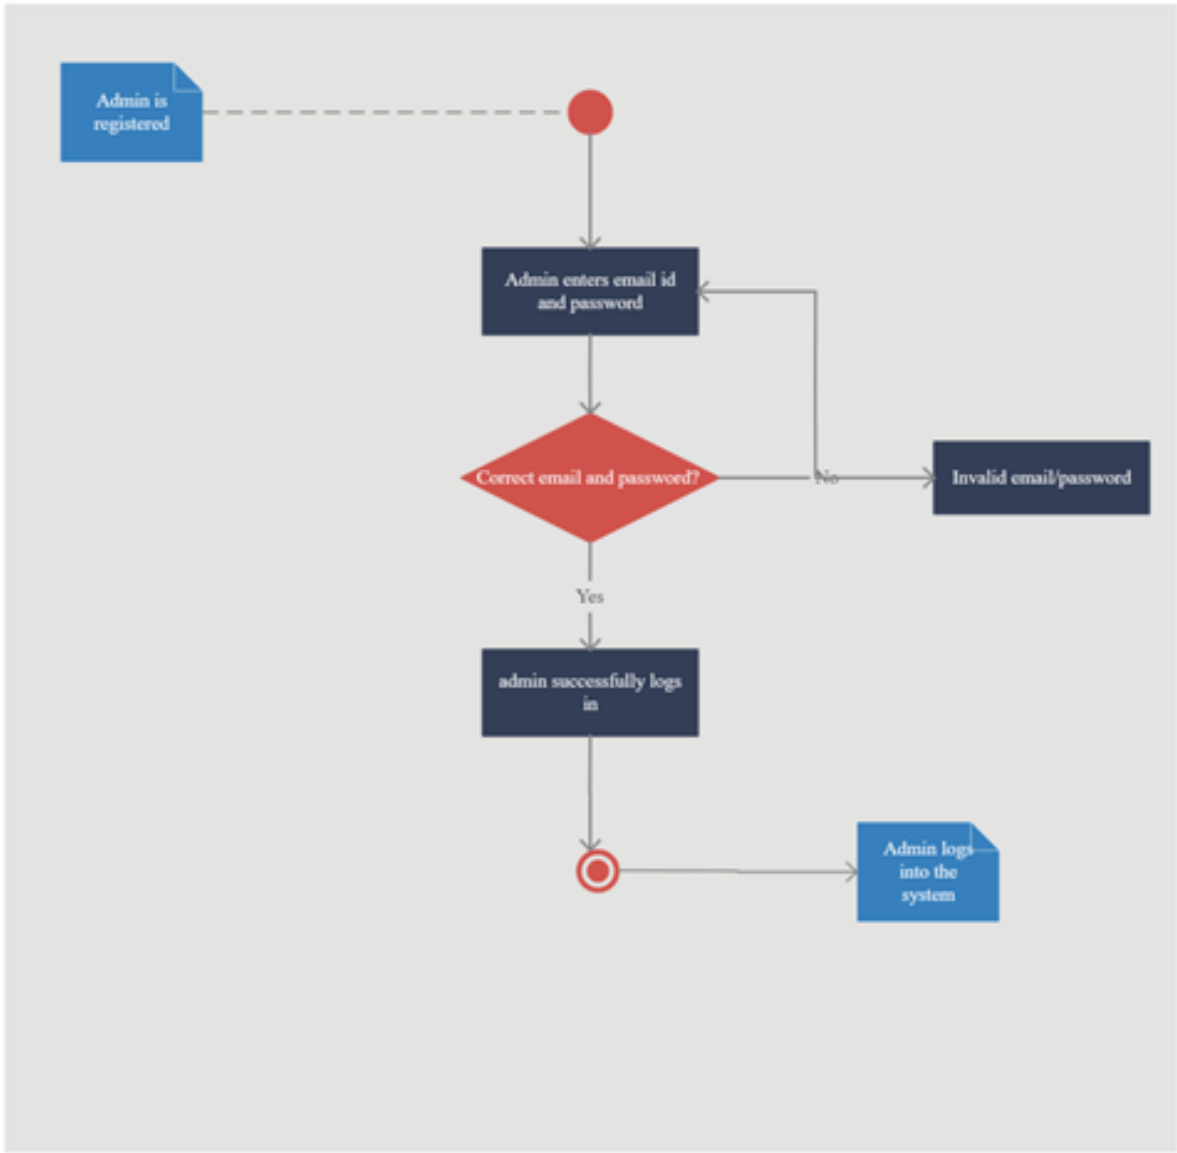 Admin is
registered
Admin enters email id
and password
Correct email and password?
No
Invalid email/password
Yes
admin successfully logs
in
Admin logs
into the
system